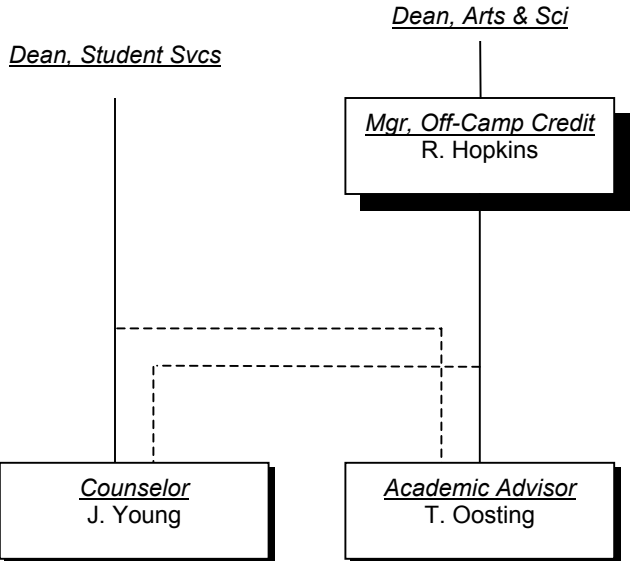 Dean, Arts & Sci
Dean, Student Svcs
Mgr, Off-Camp Credit
R. Hopkins
Counselor
J. Young
Academic Advisor
T. Oosting